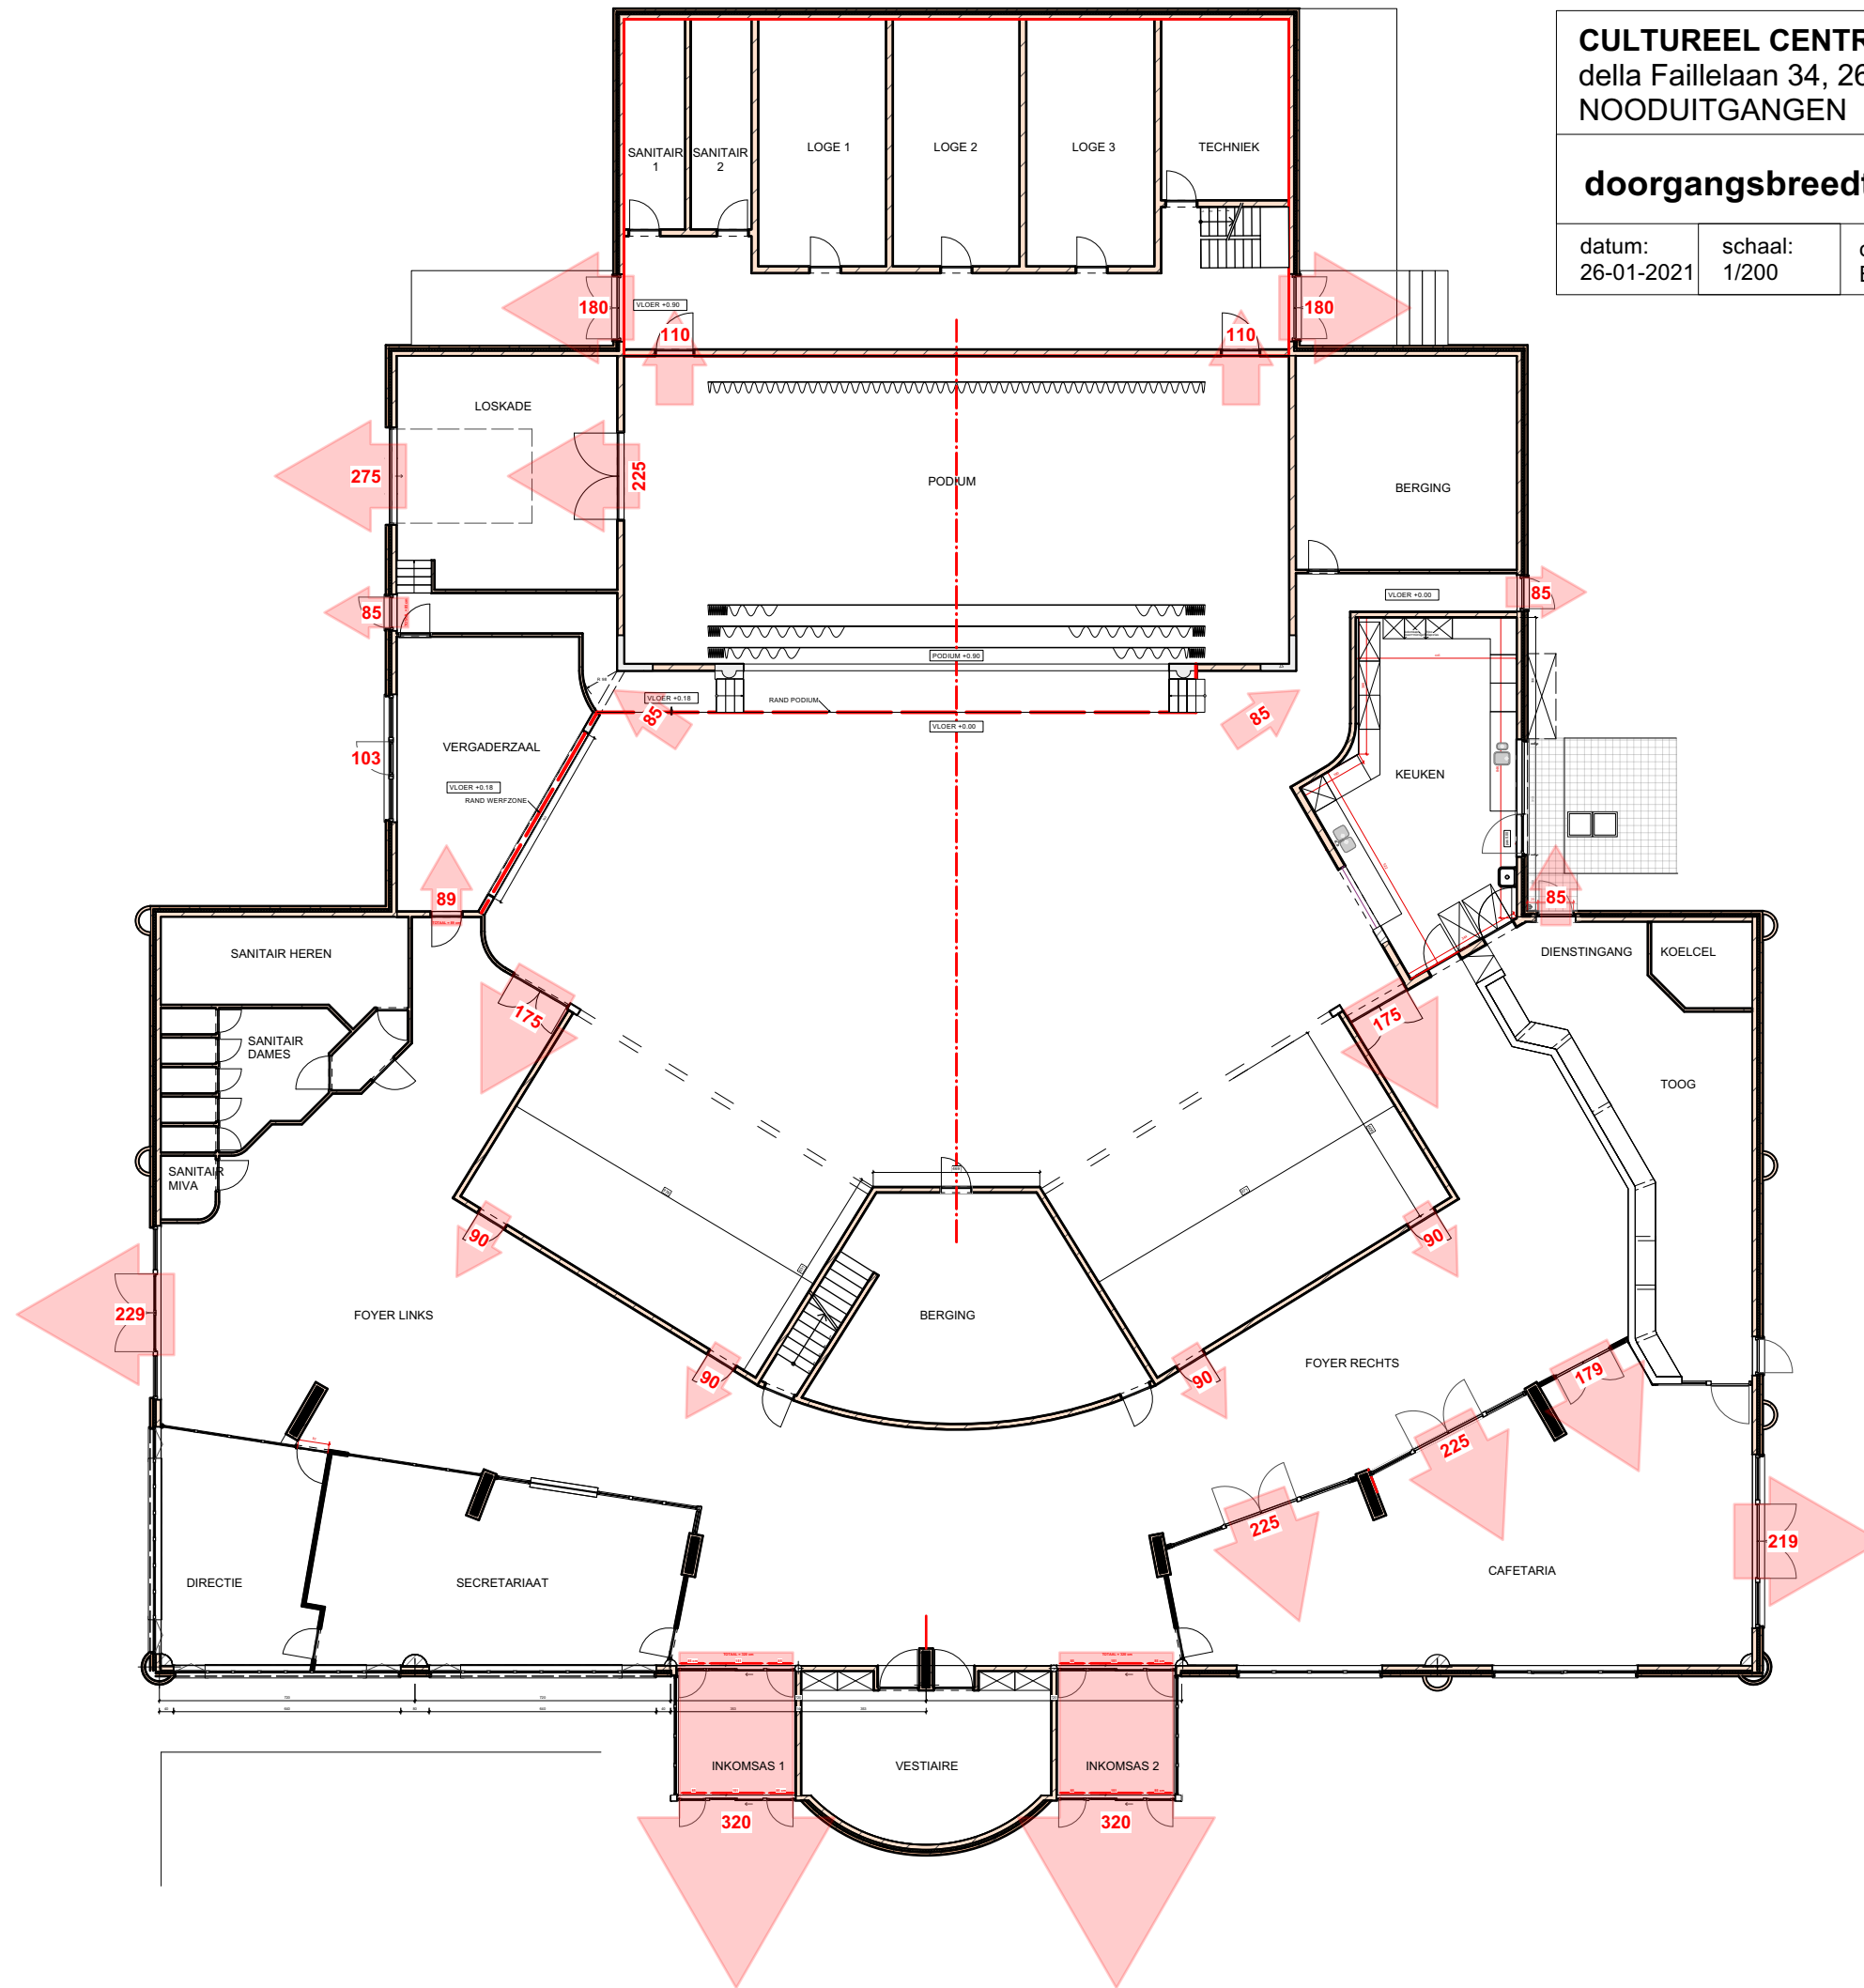 CULTUREEL CENTR
della Faillelaan 34, 26
NOODUITGANGEN
doorgangsbreedt
datum:
26-01-2021
schaal:
1/200
SANITAIR
1
SANITAIR
2
LOGE 1
LOGE 2
LOGE 3
TECHNIEK
180
VLOER +0.90
110
110
180
LOSKADE
275
225
PODIUM
BERGING
85
VLOER +0.00
85
PODIUM +0.90
R 98
VLOER +0.18
RAND PODIUM
85
VLOER +0.00
85
103
VERGADERZAAL
VLOER +0.18
RAND WERFZONE
KEUKEN
89
85
SANITAIR HEREN
DIENSTINGANG
KOELCEL
175
175
SANITAIR
DAMES
TOOG
SANITAIR
MIVA
90
90
229
FOYER LINKS
BERGING
FOYER RECHTS
90
90
179
225
225
219
DIRECTIE
SECRETARIAAT
CAFETARIA
INKOMSAS 1
VESTIAIRE
INKOMSAS 2
320
320